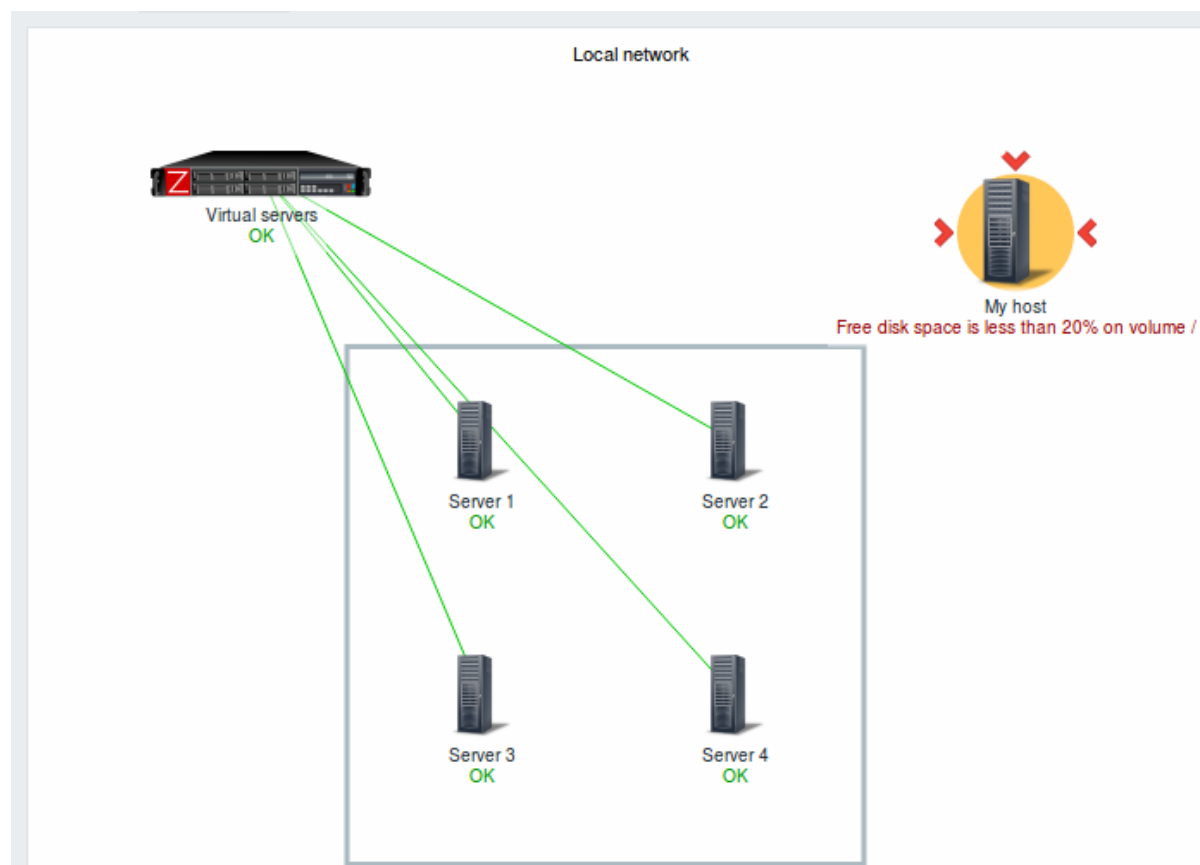 Local network
Z
Virtual servers
OK
My host
Free disk space is less than 20% on volume /
Server 1
OK
Server 2
OK
Server 3
OK
Server 4
OK